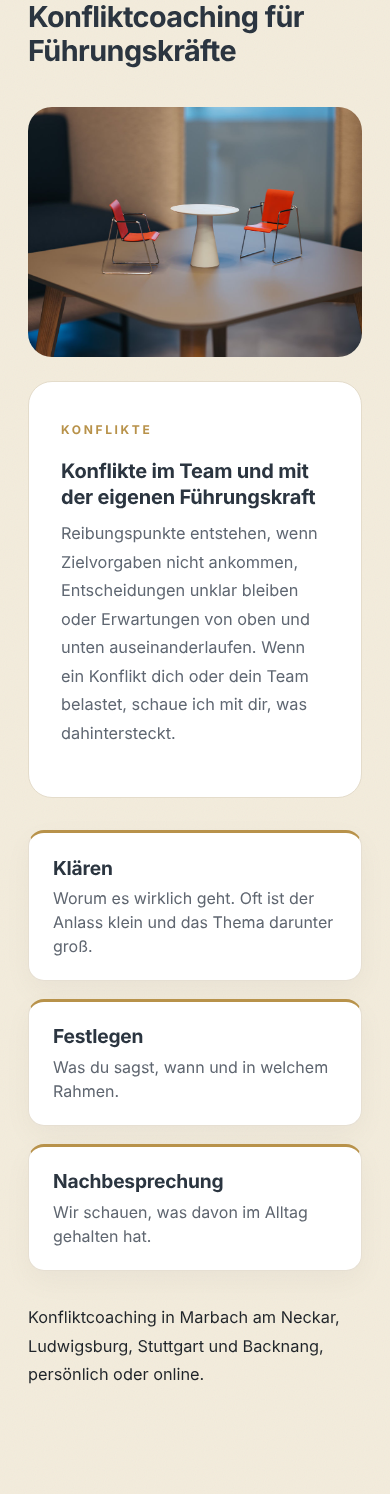 Konfliktcoaching für
Führungskräfte
KONFLIKTE
Konflikte im Team und mit
der eigenen Führungskraft
Reibungspunkte entstehen, wenn
Zielvorgaben nicht ankommen,
Entscheidungen unklar bleiben
oder Erwartungen von oben und
unten auseinanderlaufen. Wenn
ein Konflikt dich oder dein Team
belastet, schaue ich mit dir, was
dahintersteckt.
Klären
Worum es wirklich geht. Oft ist der
Anlass klein und das Thema darunter
groß.
Festlegen
Was du sagst, wann und in welchem
Rahmen.
Nachbesprechung
Wir schauen, was davon im Alltag
gehalten hat.
Konfliktcoaching in Marbach am Neckar,
Ludwigsburg, Stuttgart und Backnang,
persönlich oder online.